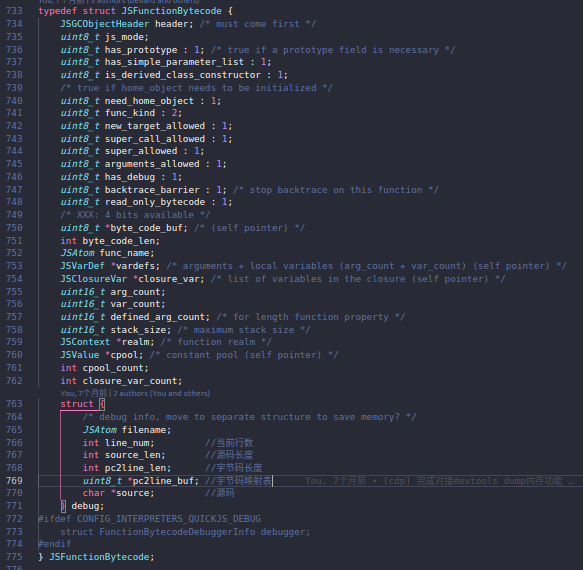 733 typedef struct JSFunctionBytecode {
734 JSGCObjectHeader header; /* must come first */
735 uint8_t js_mode;
736 uint8_t has_prototype : 1; /* true if a prototype field is necessary */
737 uint8_t has_simple_parameter_list : 1;
738 uint8_t is_derived_class_constructor : 1;
739 /* true if home_object needs to be initialized */
740 uint8_t need_home_object : 1;
741 uint8_t func_kind : 2;
742 uint8_t new_target_allowed : 1;
743 uint8_t super_call_allowed : 1;
744 uint8_t super_allowed : 1;
745 uint8_t arguments_allowed : 1;
746 uint8_t has_debug : 1;
747 uint8_t backtrace_barrier : 1; /* stop backtrace on this function */
748 uint8_t read_only_bytecode : 1;
749 /* XXX: 4 bits available */
750 uint8_t *byte_code_buf; /* (self pointer) */
751 int byte_code_len;
752 JSAtom func_name;
753 JSVarDef *vardefs; /* arguments + local variables (arg_count + var_count) (self pointer) */
754 JSClosureVar *closure_var; /* list of variables in the closure (self pointer) */
755 uint16_t arg_count;
756 uint16_t var_count;
757 uint16_t defined_arg_count; /* for length function property */
758 uint16_t stack_size; /* maximum stack size */
759 JSContext *realm; /* function realm */
760 JSValue *cpool; /* constant pool (self pointer) */
761 int cpool_count;
762 int closure_var_count;
You, 7个月前 | 2 authors (You and others)
763 struct {
764 /* debug info, move to separate structure to save memory? */
765 JSAtom filename;
766 int line_num; //当前行数
767 int source_len; //源码长度
768 int pc2line_len; //字节码长度
769 uint8_t *pc2line_buf; //字节码映射表 You, 7个月前 • [cdp] 完成对接devtools dump内存功能 …
770 char *source; //源码
771 } debug;
772 #ifdef CONFIG_INTERPRETERS_QUICKJS_DEBUG
773 struct FunctionBytecodeDebuggerInfo debugger;
774 #endif
775 } JSFunctionBytecode;